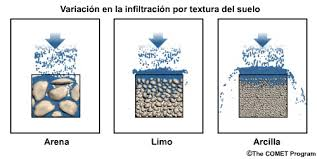 Variación en la infiltración por textura del suelo
Arena
Limo
Arcilla
©The COMET Program